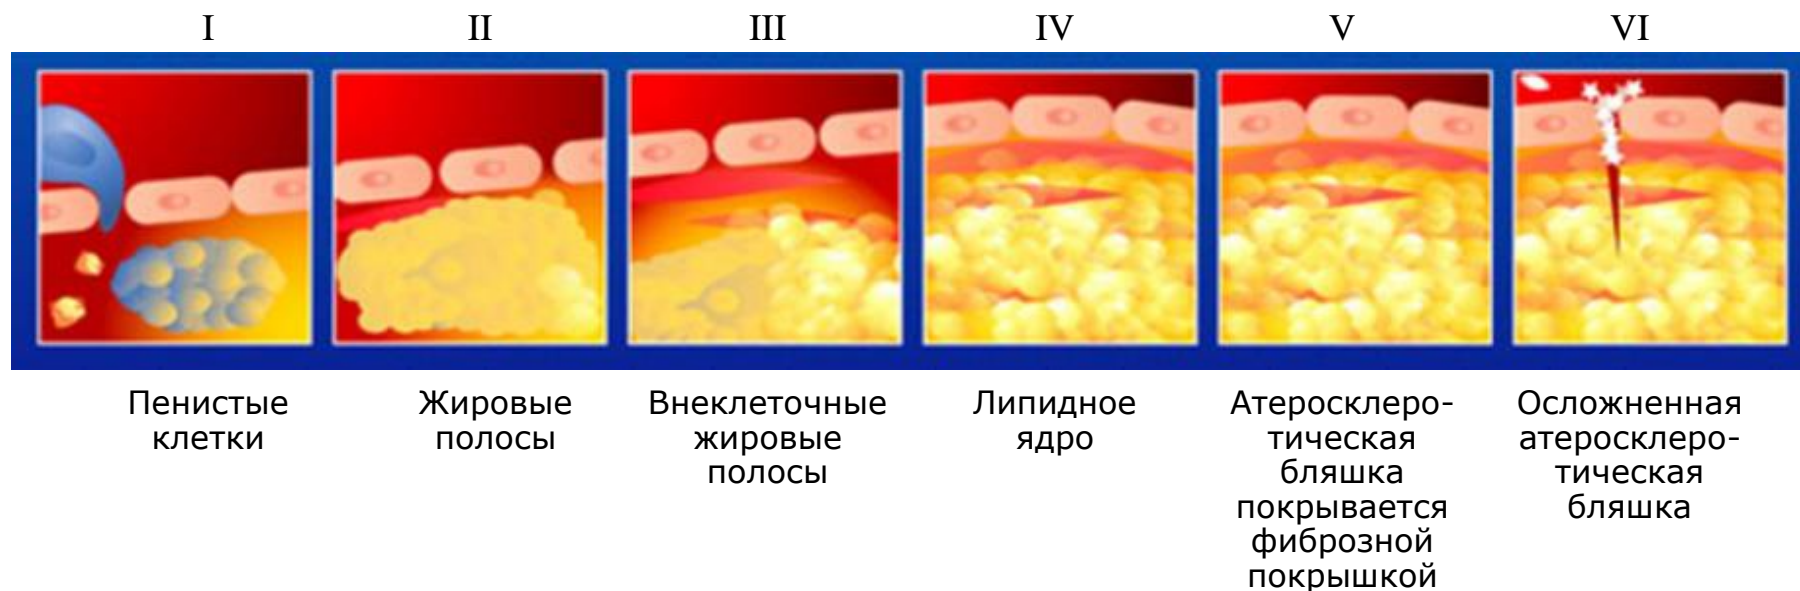 I II III IV V VI
Пенистые
клетки
Жировые
полосы
Внеклеточные
жировые
полосы
Липидное
ядро
Атеросклеро-
тическая
бляшка
покрывается
фиброзной
покрышкой
Осложненная
атеросклеро-
тическая
бляшка